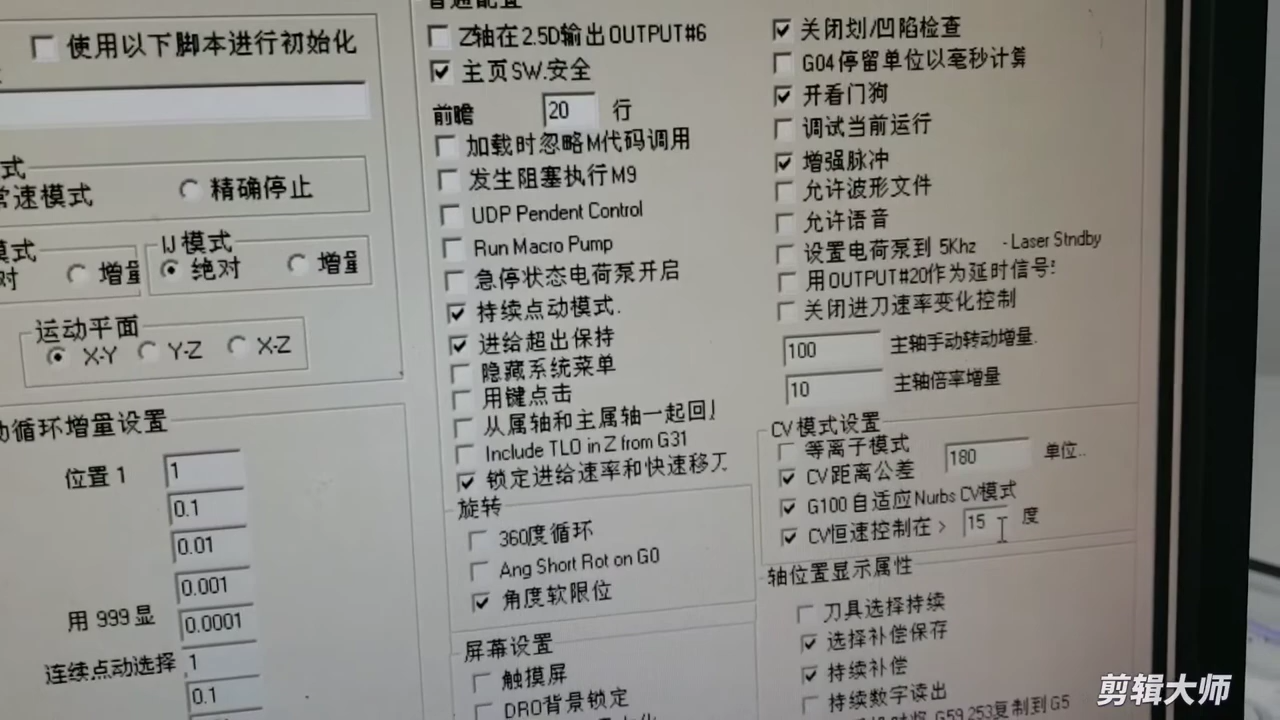 使用以下脚本进行初始化
式
常速模式
精确停止
模式
对
增量
IJ 模式
绝对
增量
运动平面
X-Y
Y-Z
X-Z
动循环增量设置
位置 1
1
0.1
0.01
0.001
用 999 显
0.0001
连续点动选择
1
0.1
普通配置
Z轴在 2.5D输出 OUTPUT#6
主页SW.安全
前瞻 20 行
加载时忽略M代码调用
发生阻塞执行M9
UDP Pendent Control
Run Macro Pump
急停状态电荷泵开启
持续点动模式.
进给超出保持
隐藏系统菜单
用键点击
从属轴和主属轴一起回
Include TLO in Z from G31
锁定进给速率和快速移
旋转
360度循环
Ang Short Rot on G0
角度软限位
屏幕设置
触摸屏
DRO背景锁定
关闭划/凹陷检查
G04 停留单位以毫秒计算
开看门狗
调试当前运行
增强脉冲
允许波形文件
允许语音
设置电荷泵到 5Khz - Laser Stndby
用OUTPUT#20作为延时信号!
关闭进刀速率变化控制
100 主轴手动转动增量.
10 主轴倍率增量
CV 模式设置
等离子模式
CV距离公差 180 单位..
G100 自适应Nurbs CV模式
CV恒速控制在 > 15 度
轴位置显示属性
刀具选择持续
选择补偿保存
持续补偿
持续数字读出
G59.253复制到G5
剪辑大师